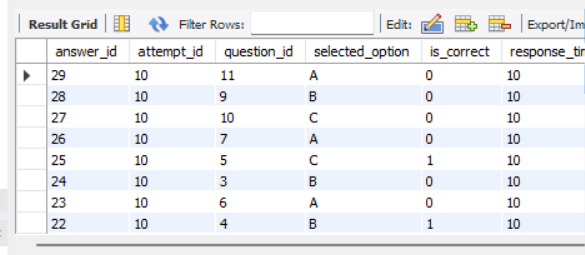 Result Grid Filter Rows: Edit: Export/Im
answer_id attempt_id question_id selected_option is_correct response_tin
29 10 11 A 0 10
28 10 9 B 0 10
27 10 10 C 0 10
26 10 7 A 0 10
25 10 5 C 1 10
24 10 3 B 0 10
23 10 6 A 0 10
22 10 4 B 1 10